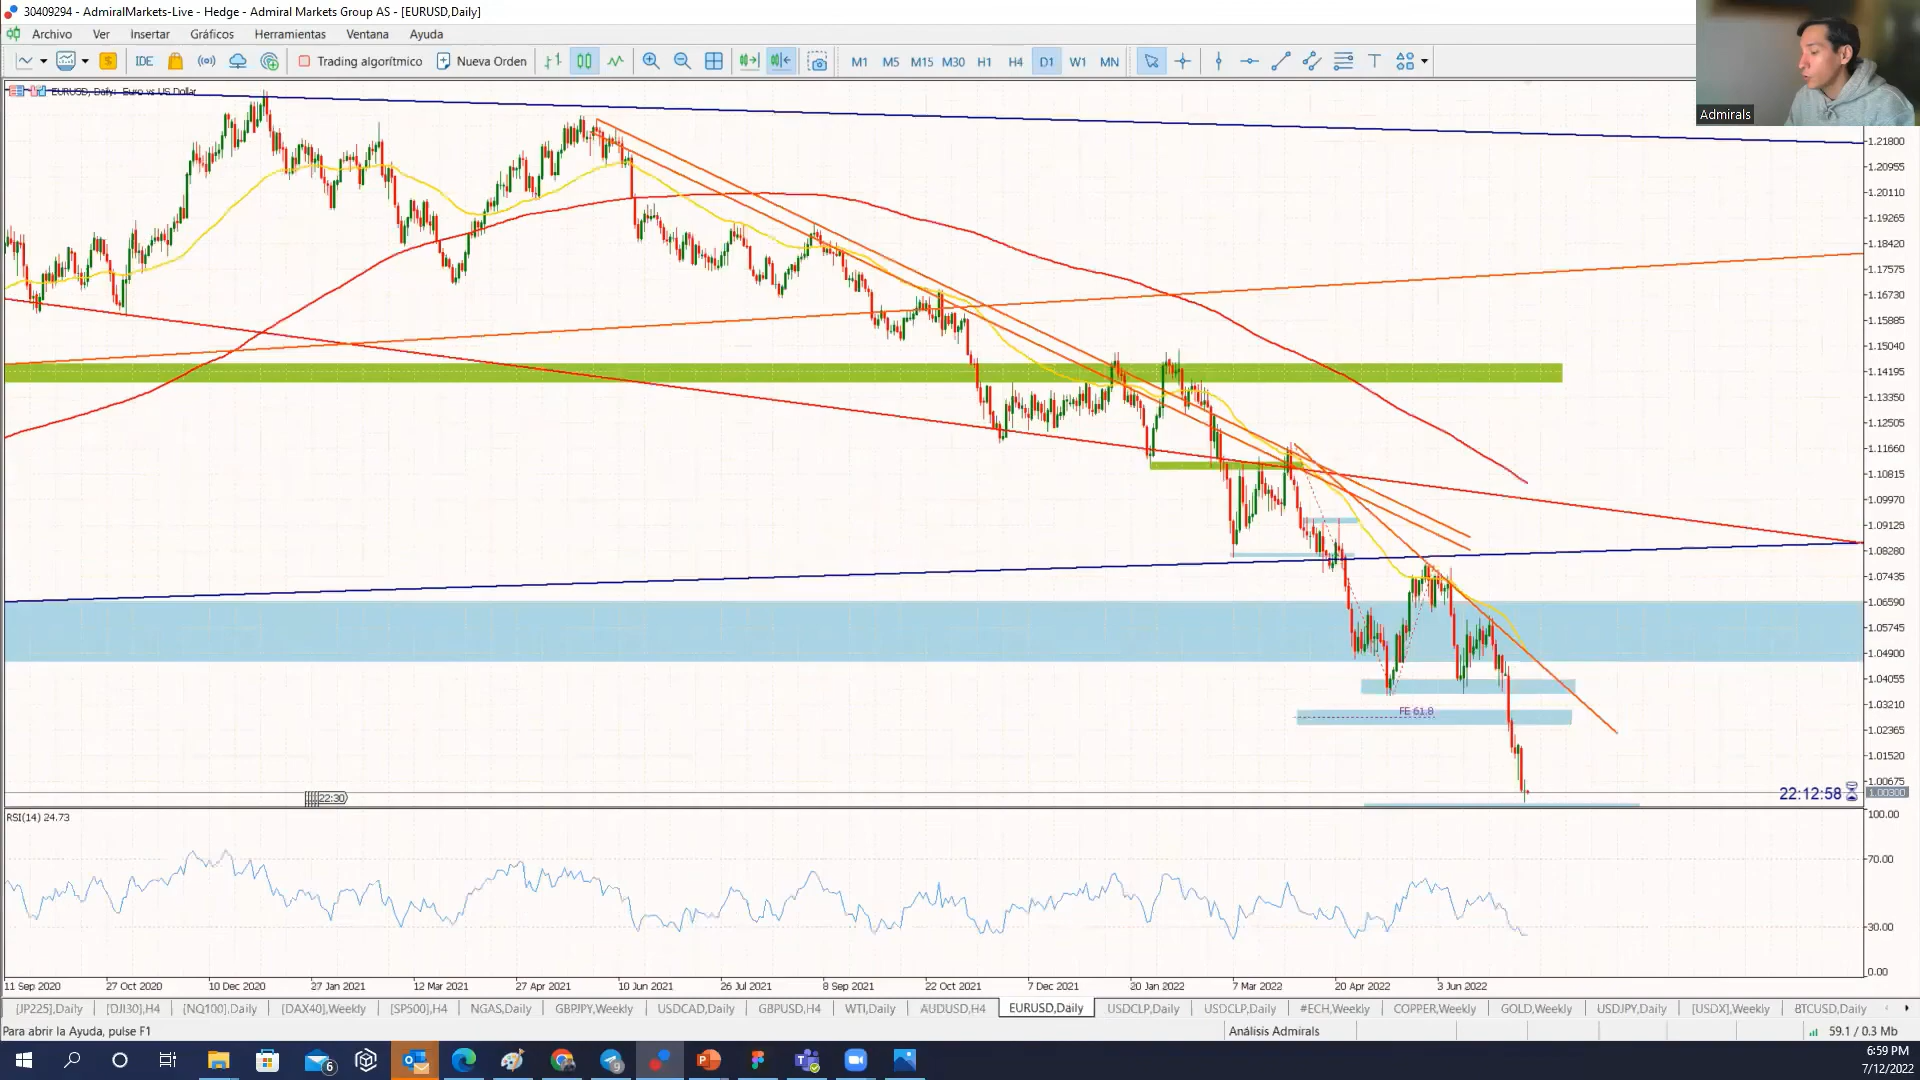 30409294 - AdmiralMarkets-Live - Hedge - Admiral Markets Group AS - [EURUSD,Daily]
Archivo Ver Insertar Gráficos Herramientas Ventana Ayuda
IDE Trading algorítmico Nueva Orden M1 M5 M15 M30 H1 H4 D1 W1 MN T
Admirals
EURUSD, Daily: Euro vs US Dollar
1.21800
1.20955
1.20110
1.19265
1.18420
1.17575
1.16730
1.15885
1.15040
1.14195
1.13350
1.12505
1.11660
1.10815
1.09970
1.09125
1.08280
1.07435
1.06590
1.05745
1.04900
1.04055
1.03210
FE 61.8
1.02365
1.01520
1.00675
22:30
22:12:58
1.00300
RSI(14) 24.73
100.00
70.00
30.00
0.00
11 Sep 2020 27 Oct 2020 10 Dec 2020 27 Jan 2021 12 Mar 2021 27 Apr 2021 10 Jun 2021 26 Jul 2021 8 Sep 2021 22 Oct 2021 7 Dec 2021 20 Jan 2022 7 Mar 2022 20 Apr 2022 3 Jun 2022
[JP225],Daily [DJI30],H4 [NQ100],Daily [DAX40],Weekly [SP500],H4 NGAS,Daily GBPJPY,Weekly USDCAD,Daily GBPUSD,H4 WTI,Daily AUDUSD,H4 EURUSD,Daily USDCLP,Daily USDCLP,Daily #ECH,Weekly COPPER,Weekly GOLD,Weekly USDJPY,Daily [USDX],Weekly BTCUSD,Daily
Para abrir la Ayuda, pulse F1
Análisis Admirals
59.1 / 0.3 Mb
6
9
6:59 PM
7/12/2022